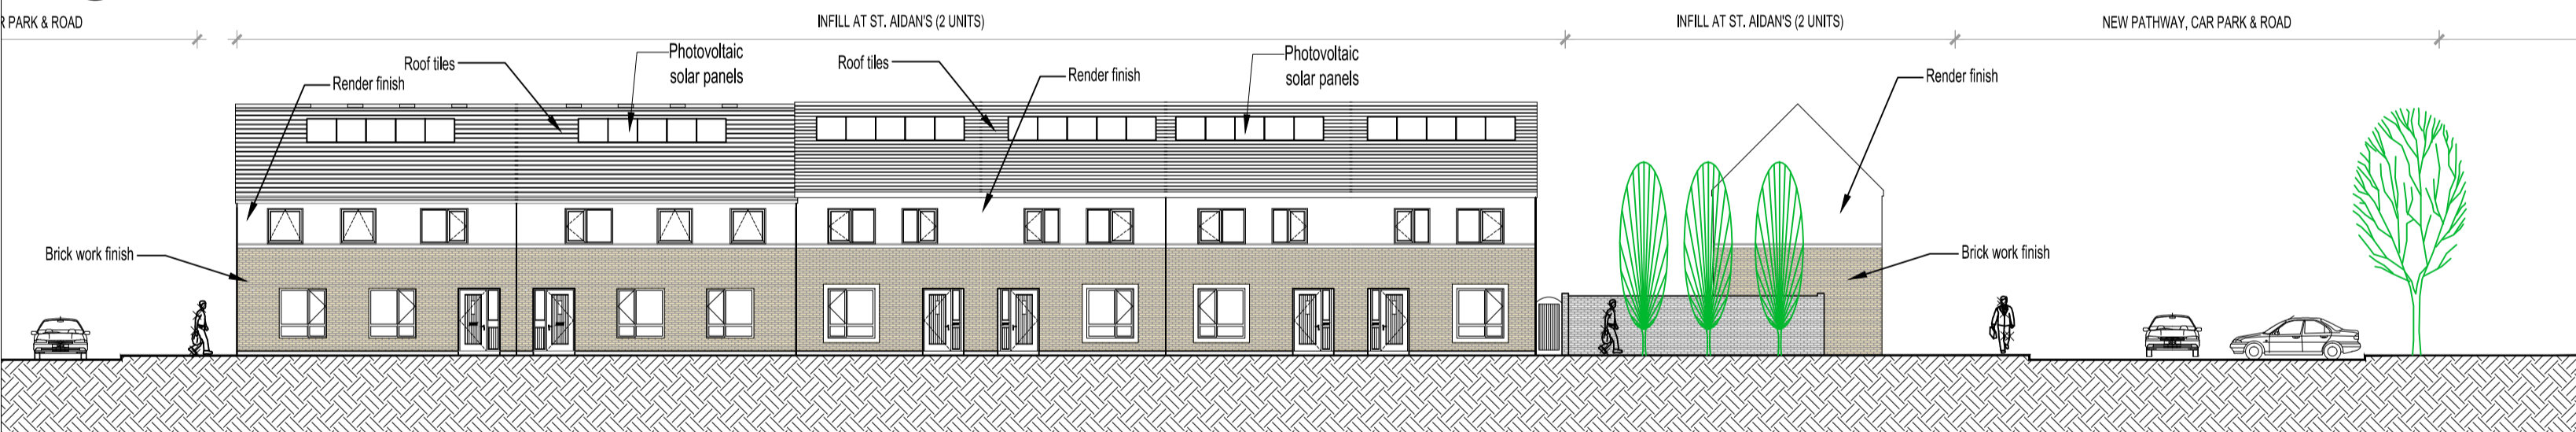 R PARK & ROAD
INFILL AT ST. AIDAN'S (2 UNITS)
INFILL AT ST. AIDAN'S (2 UNITS)
NEW PATHWAY, CAR PARK & ROAD
Render finish
Roof tiles
Photovoltaic
solar panels
Roof tiles
Render finish
Photovoltaic
solar panels
Render finish
Brick work finish
Brick work finish